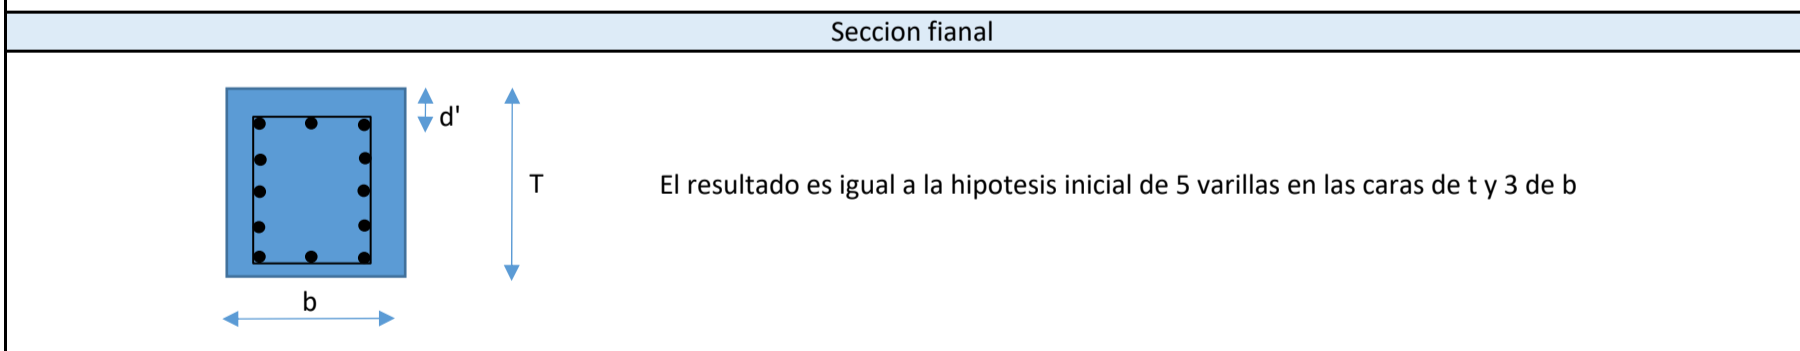 Seccion fianal
d'
T
El resultado es igual a la hipotesis inicial de 5 varillas en las caras de t y 3 de b
b